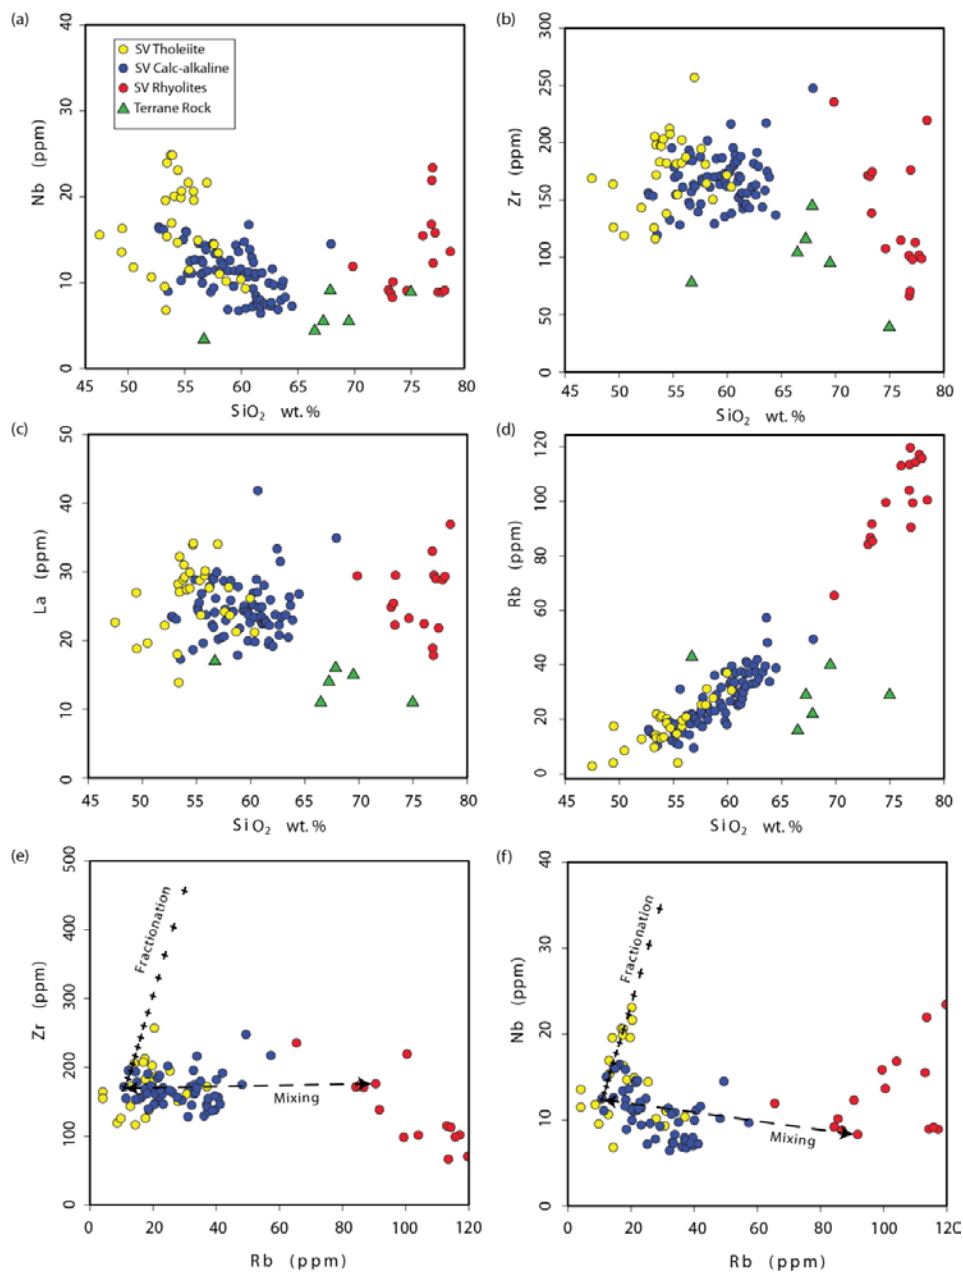 (a)
40
30
20
10
0
Nb (ppm)
SV Tholeiite
SV Calc-alkaline
SV Rhyolites
Terrane Rock
45 50 55 60 65 70 75 80
SiO2 wt.%
(b)
300
250
200
150
100
50
0
Zr (ppm)
45 50 55 60 65 70 75 80
SiO2 wt.%
(c)
50
40
30
20
10
0
La (ppm)
45 50 55 60 65 70 75 80
SiO2 wt.%
(d)
120
100
80
60
40
20
0
Rb (ppm)
45 50 55 60 65 70 75 80
SiO2 wt.%
(e)
500
400
300
200
100
0
Zr (ppm)
Fractionation
Mixing
0 20 40 60 80 100 120
Rb (ppm)
(f)
40
30
20
10
0
Nb (ppm)
Fractionation
Mixing
0 20 40 60 80 100 120
Rb (ppm)